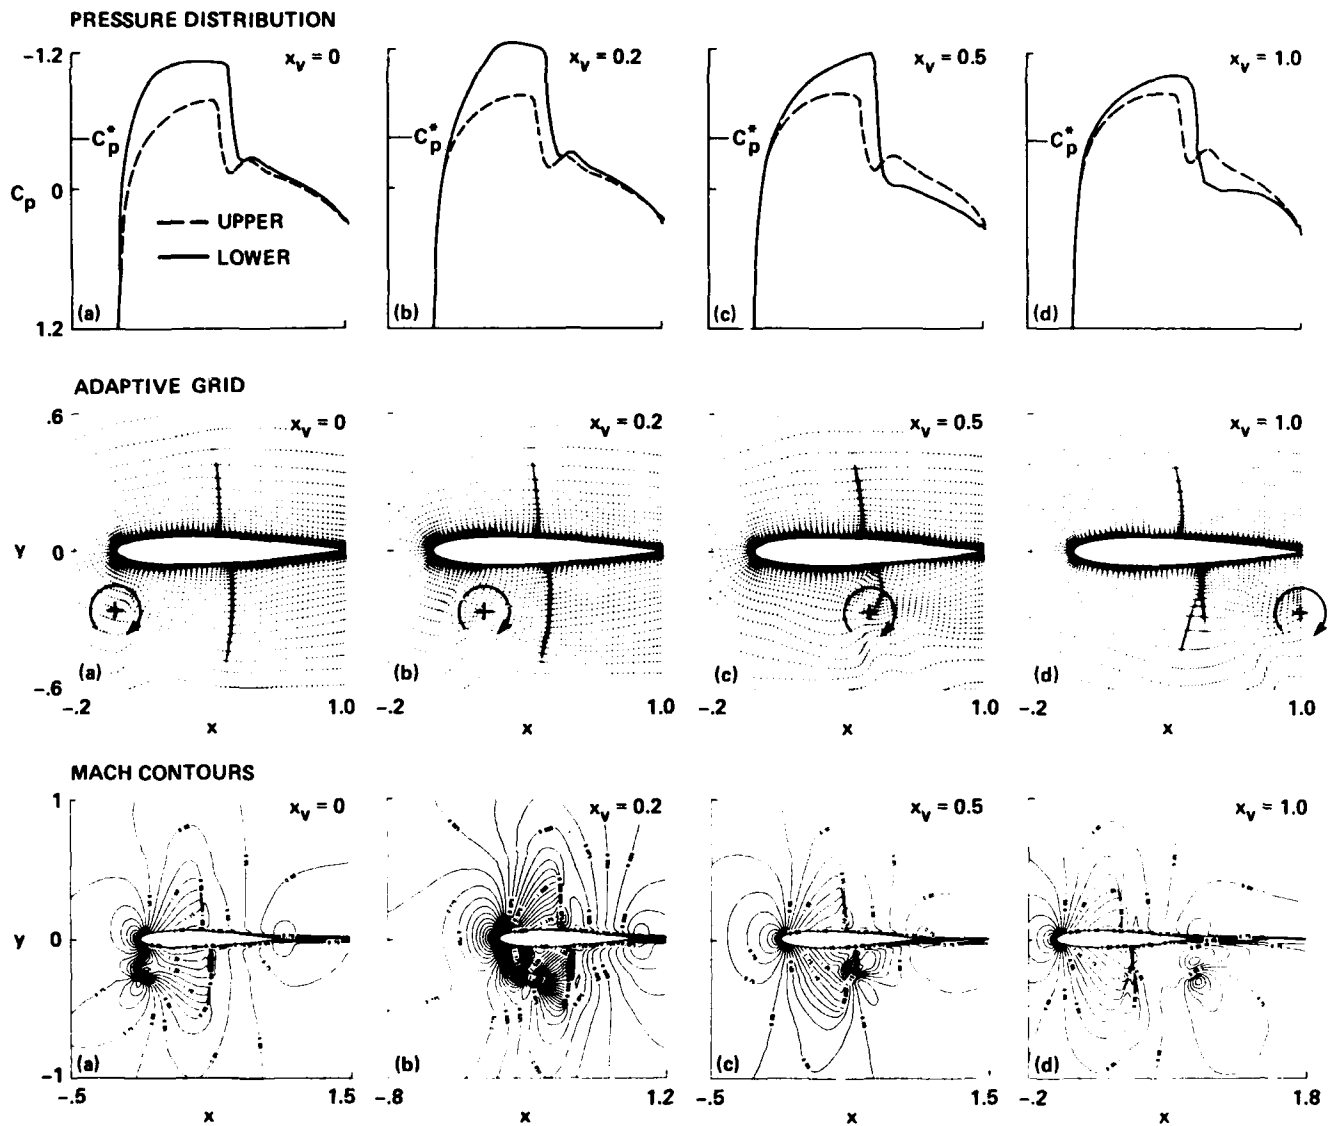 PRESSURE DISTRIBUTION
-1.2
x_v = 0
x_v = 0.2
x_v = 0.5
x_v = 1.0
C_p^*
C_p^*
C_p^*
C_p^*
C_p
0
UPPER
LOWER
1.2
(a)
(b)
(c)
(d)
ADAPTIVE GRID
.6
x_v = 0
x_v = 0.2
x_v = 0.5
x_v = 1.0
y
0
(a)
(b)
(c)
(d)
-.6
-.2
1.0
-.2
1.0
-.2
1.0
-.2
1.0
x
x
x
x
MACH CONTOURS
1
x_v = 0
x_v = 0.2
x_v = 0.5
x_v = 1.0
y
0
(a)
(b)
(c)
(d)
-1
-.5
1.5
-.8
1.2
-.5
1.5
-.2
1.8
x
x
x
x